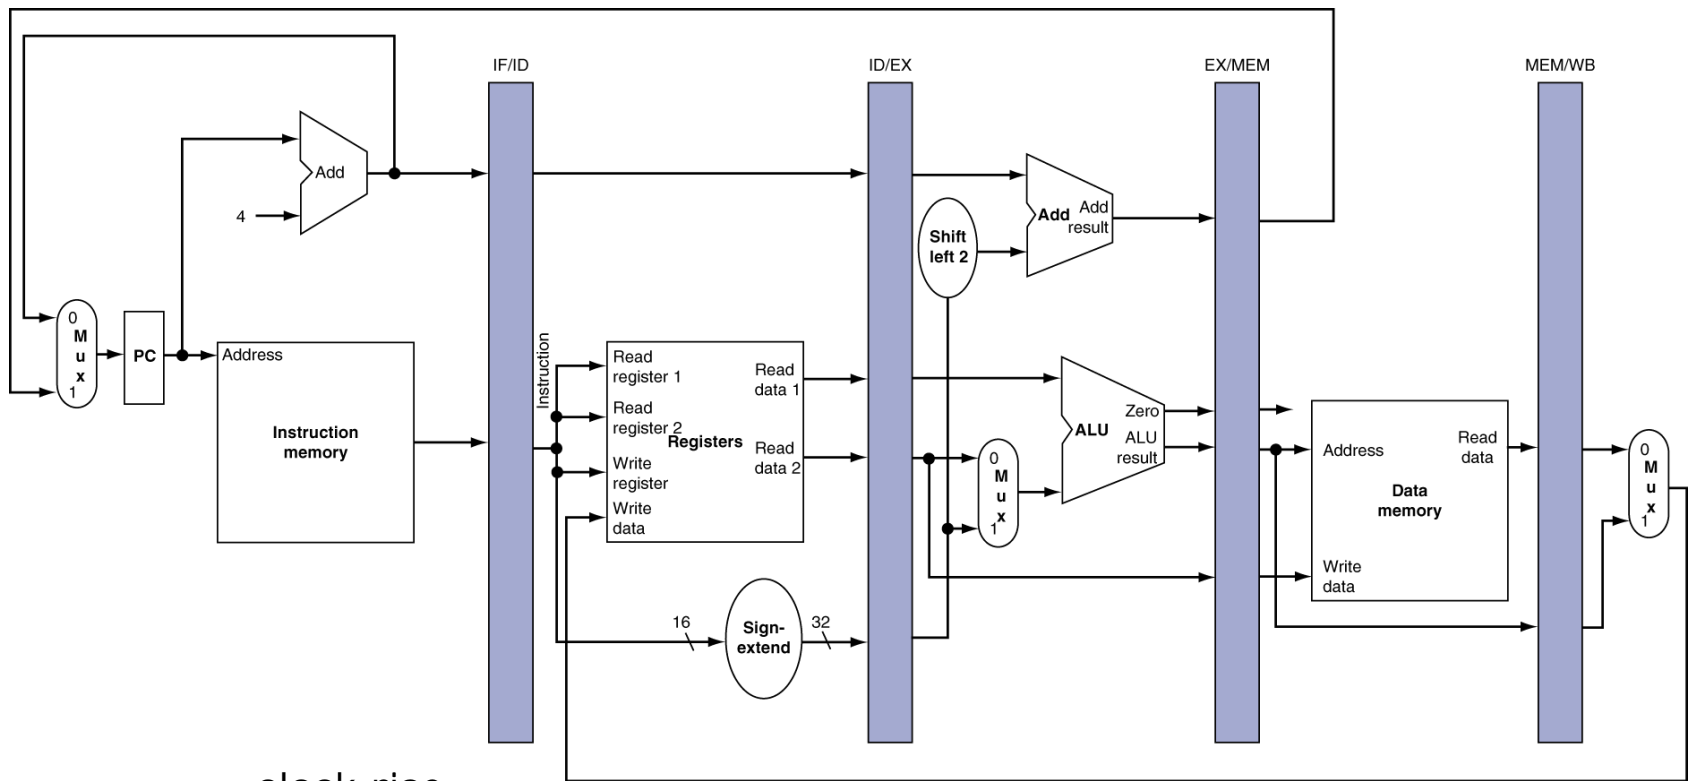 IF/ID
ID/EX
EX/MEM
MEM/WB
Add
4
Add
Add
result
Shift
left 2
0
M
u
x
1
PC
Address
Instruction
memory
Instruction
Read
register 1
Read
register 2
Write
register
Write
data
Registers
Read
data 1
Read
data 2
0
M
u
x
1
ALU
Zero
ALU
result
Address
Read
data
Data
memory
Write
data
0
M
u
x
1
16
Sign-
extend
32
clock rise